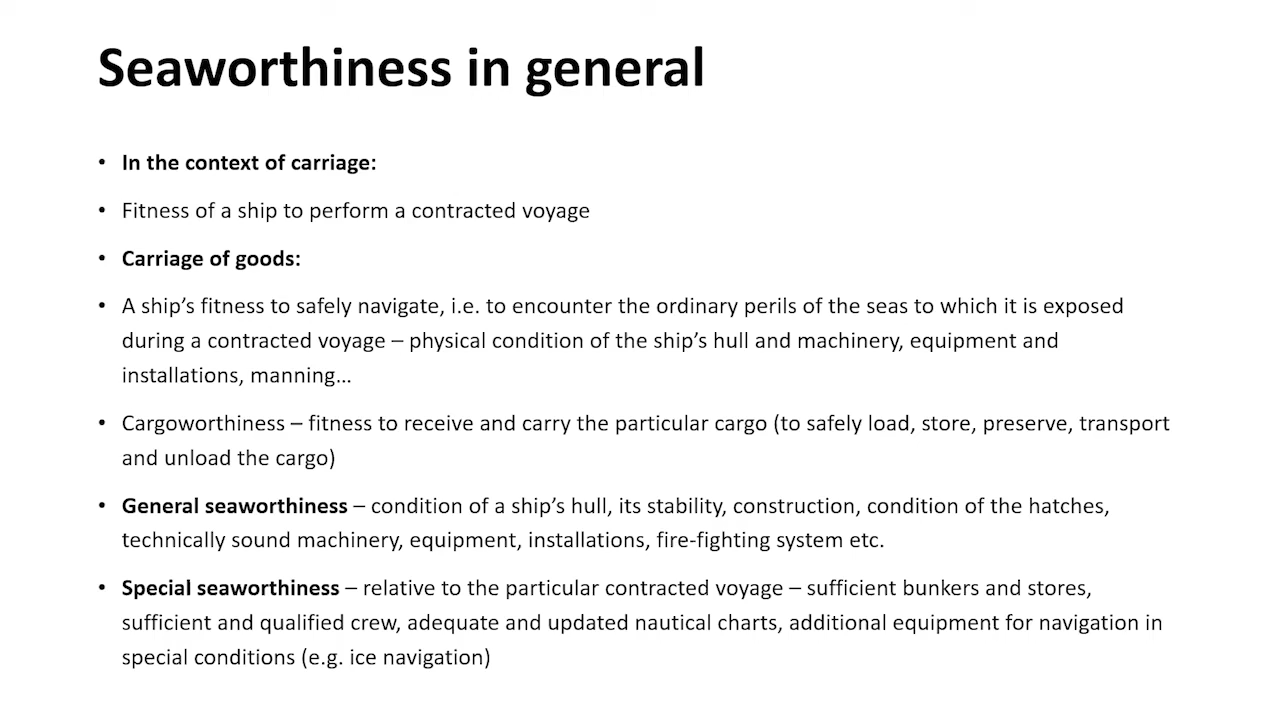 Seaworthiness in general
• In the context of carriage:
• Fitness of a ship to perform a contracted voyage
• Carriage of goods:
• A ship’s fitness to safely navigate, i.e. to encounter the ordinary perils of the seas to which it is exposed
during a contracted voyage – physical condition of the ship’s hull and machinery, equipment and
installations, manning…
• Cargoworthiness – fitness to receive and carry the particular cargo (to safely load, store, preserve, transport
and unload the cargo)
• General seaworthiness – condition of a ship’s hull, its stability, construction, condition of the hatches,
technically sound machinery, equipment, installations, fire-fighting system etc.
• Special seaworthiness – relative to the particular contracted voyage – sufficient bunkers and stores,
sufficient and qualified crew, adequate and updated nautical charts, additional equipment for navigation in
special conditions (e.g. ice navigation)